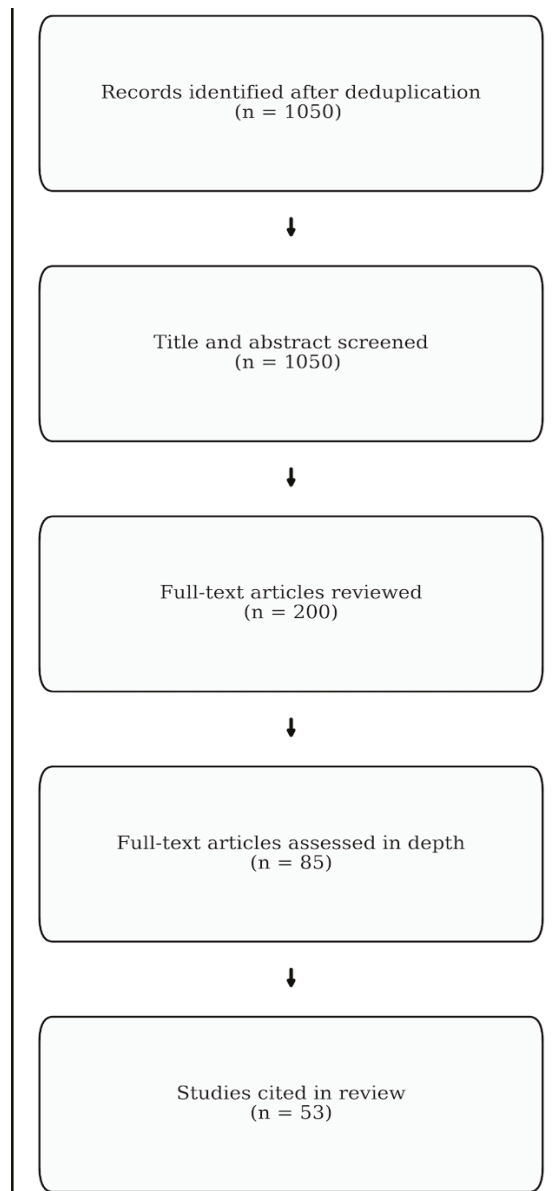 Records identified after deduplication
(n = 1050)
Title and abstract screened
(n = 1050)
Full-text articles reviewed
(n = 200)
Full-text articles assessed in depth
(n = 85)
Studies cited in review
(n = 53)